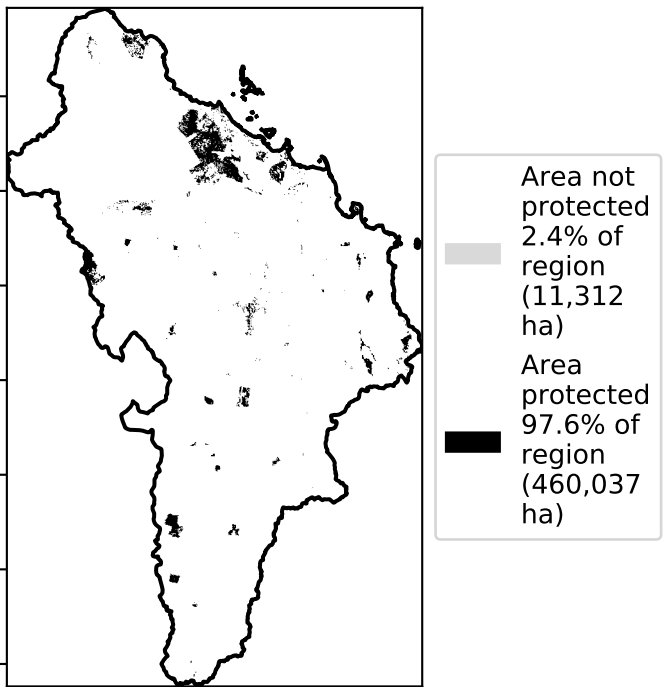 Area not
protected
2.4% of
region
(11,312
ha)
Area
protected
97.6% of
region
(460,037
ha)